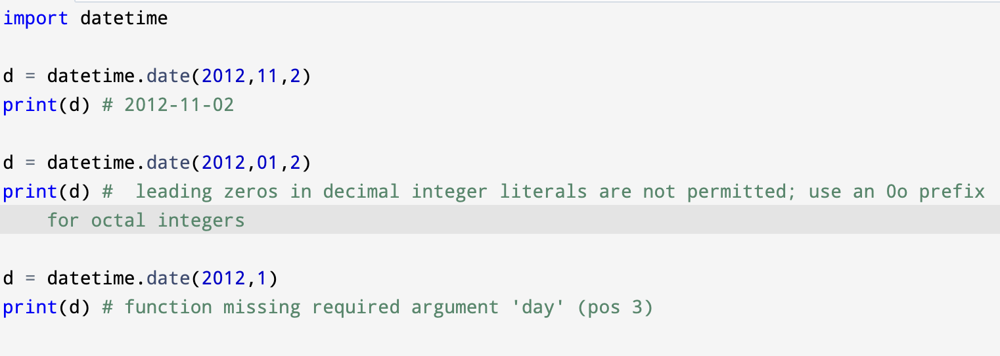 import datetime
d = datetime.date(2012,11,2)
print(d) # 2012-11-02
d = datetime.date(2012,01,2)
print(d) #  leading zeros in decimal integer literals are not permitted; use an 0o prefix
for octal integers
d = datetime.date(2012,1)
print(d) # function missing required argument 'day' (pos 3)